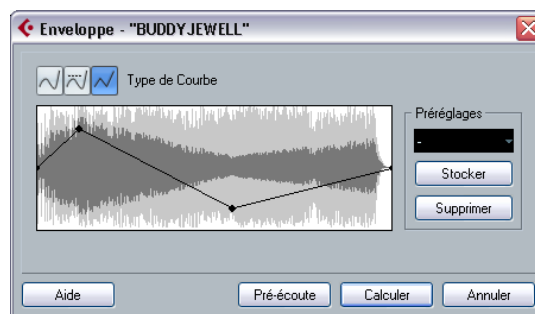 Enveloppe - "BUDDYJEWELL"
Type de Courbe
Préréglages
-
Stocker
Supprimer
Aide
Pré-écoute
Calculer
Annuler